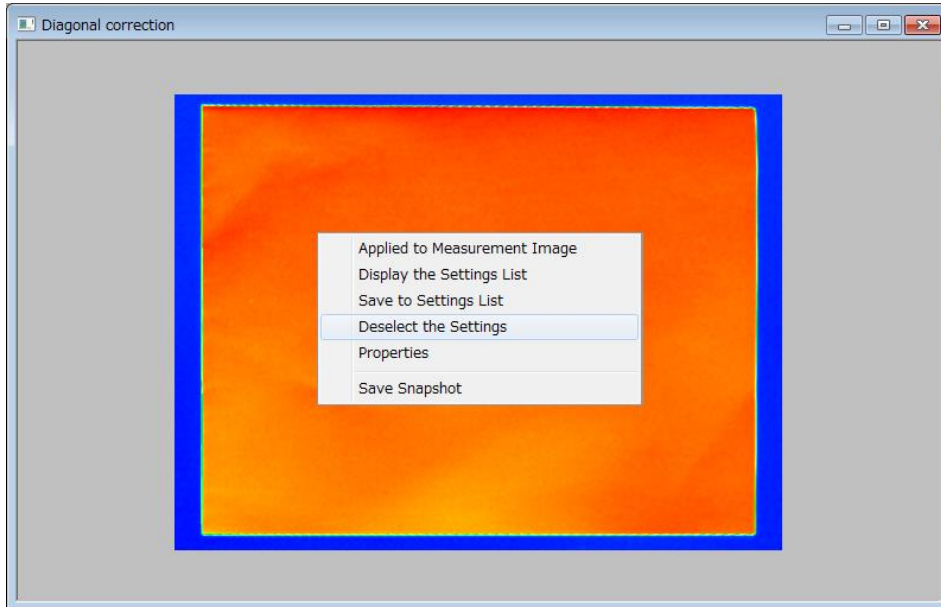 Diagonal correction
Applied to Measurement Image
Display the Settings List
Save to Settings List
Deselect the Settings
Properties
Save Snapshot